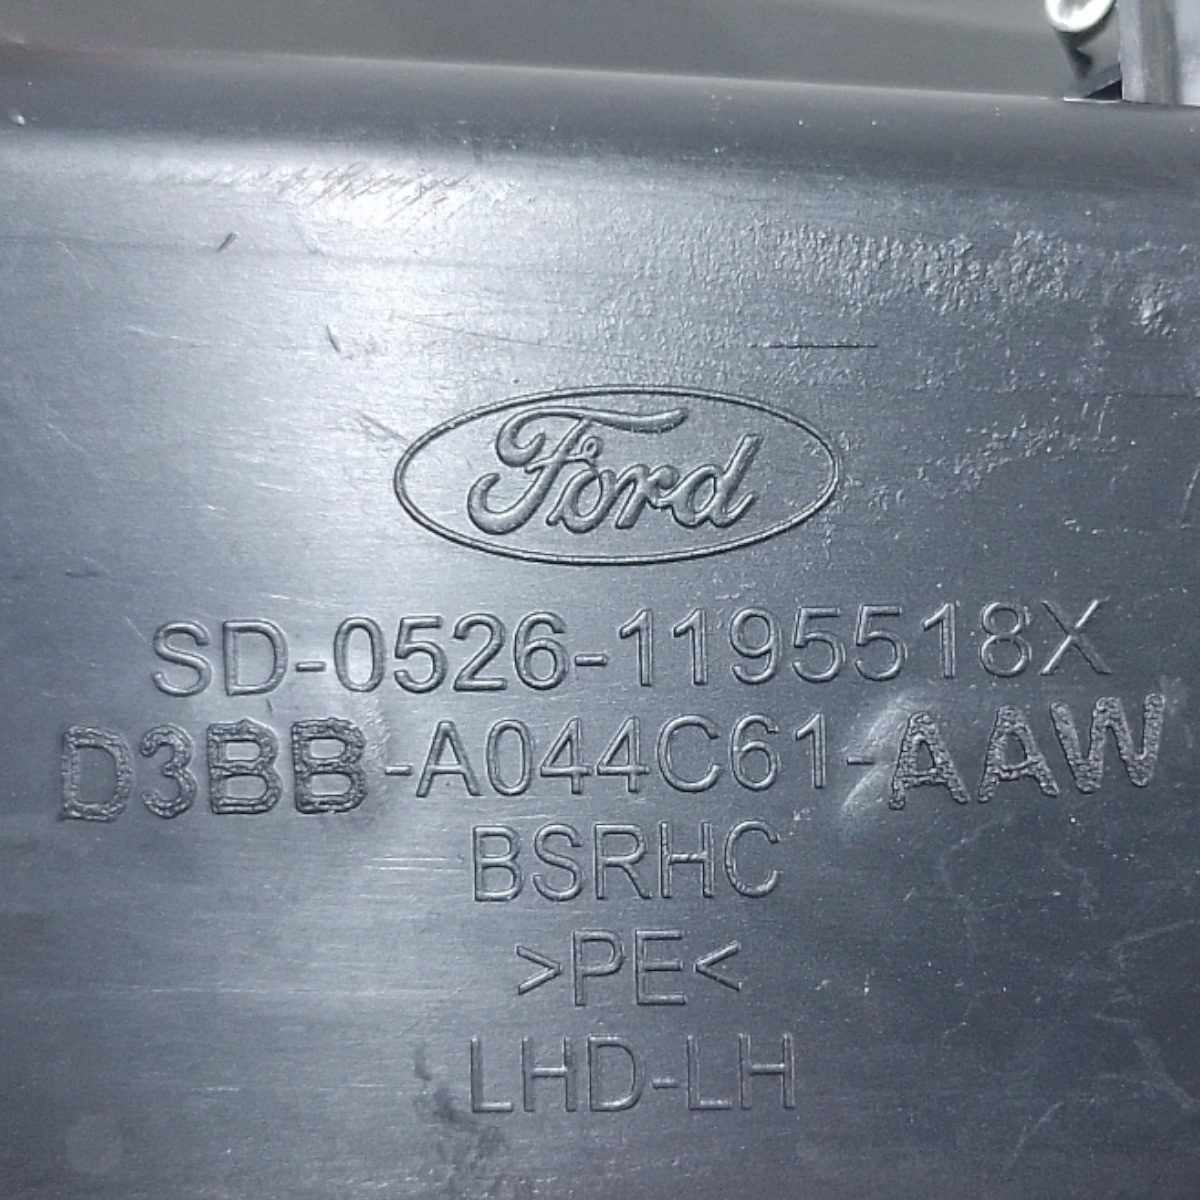 Ford
SD-0526-1195518X
D3BB-A044C61-AAW
BSRHC
>PE<
LHD-LH